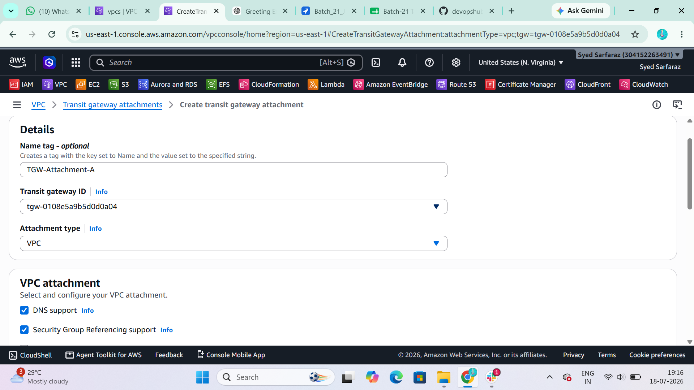 (10) What
vpcs | VPC
CreateTran
Greeting E
Batch_21_
Batch-21
devopshu
Ask Gemini
us-east-1.console.aws.amazon.com/vpcconsole/home?region=us-east-1#CreateTransitGatewayAttachment:attachmentType=vpc;tgw=tgw-0108e5a9b5d0d0a04
aws
Search
[Alt+S]
United States (N. Virginia)
Syed Sarfaraz (304152263491)
Syed Sarfaraz
IAM
VPC
EC2
S3
Aurora and RDS
EFS
CloudFormation
Lambda
Amazon EventBridge
Route 53
Certificate Manager
CloudFront
CloudWatch
VPC > Transit gateway attachments > Create transit gateway attachment
Details
Name tag - optional
Creates a tag with the key set to Name and the value set to the specified string.
TGW-Attachment-A
Transit gateway ID Info
tgw-0108e5a9b5d0d0a04
Attachment type Info
VPC
VPC attachment
Select and configure your VPC attachment.
DNS support Info
Security Group Referencing support Info
CloudShell
Agent Toolkit for AWS
Feedback
Console Mobile App
© 2026, Amazon Web Services, Inc. or its affiliates.
Privacy
Terms
Cookie preferences
29°C
Mostly cloudy
Search
ENG
IN
19:16
18-07-2026